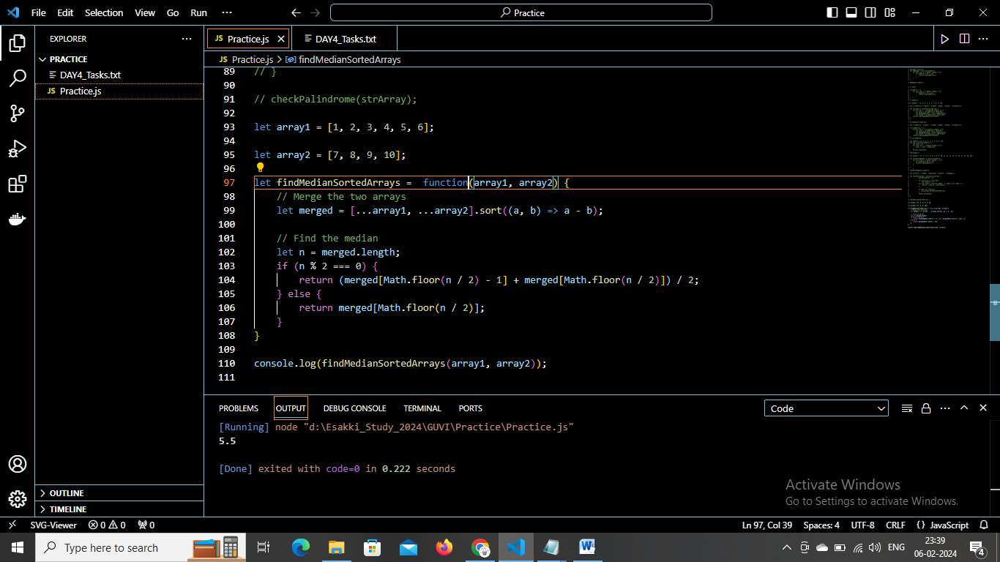 File Edit Selection View Go Run ···
Practice
EXPLORER ···
PRACTICE
DAY4_Tasks.txt
JS Practice.js
OUTLINE
TIMELINE
JS Practice.js
DAY4_Tasks.txt
JS Practice.js > findMedianSortedArrays
89 // }
90
91 // checkPalindrome(strArray);
92
93 let array1 = [1, 2, 3, 4, 5, 6];
94
95 let array2 = [7, 8, 9, 10];
96
97 let findMedianSortedArrays =  function(array1, array2) {
98     // Merge the two arrays
99     let merged = [...array1, ...array2].sort((a, b) => a - b);
100
101     // Find the median
102     let n = merged.length;
103     if (n % 2 === 0) {
104         return (merged[Math.floor(n / 2) - 1] + merged[Math.floor(n / 2)]) / 2;
105     } else {
106         return merged[Math.floor(n / 2)];
107     }
108 }
109
110 console.log(findMedianSortedArrays(array1, array2));
111
PROBLEMS OUTPUT DEBUG CONSOLE TERMINAL PORTS
Code
[Running] node "d:\Esakki_Study_2024\GUVI\Practice\Practice.js"
5.5
[Done] exited with code=0 in 0.222 seconds
Activate Windows
Go to Settings to activate Windows.
SVG-Viewer 0 0 0
Ln 97, Col 39 Spaces: 4 UTF-8 CRLF {} JavaScript
Type here to search
ENG
23:39
06-02-2024
4